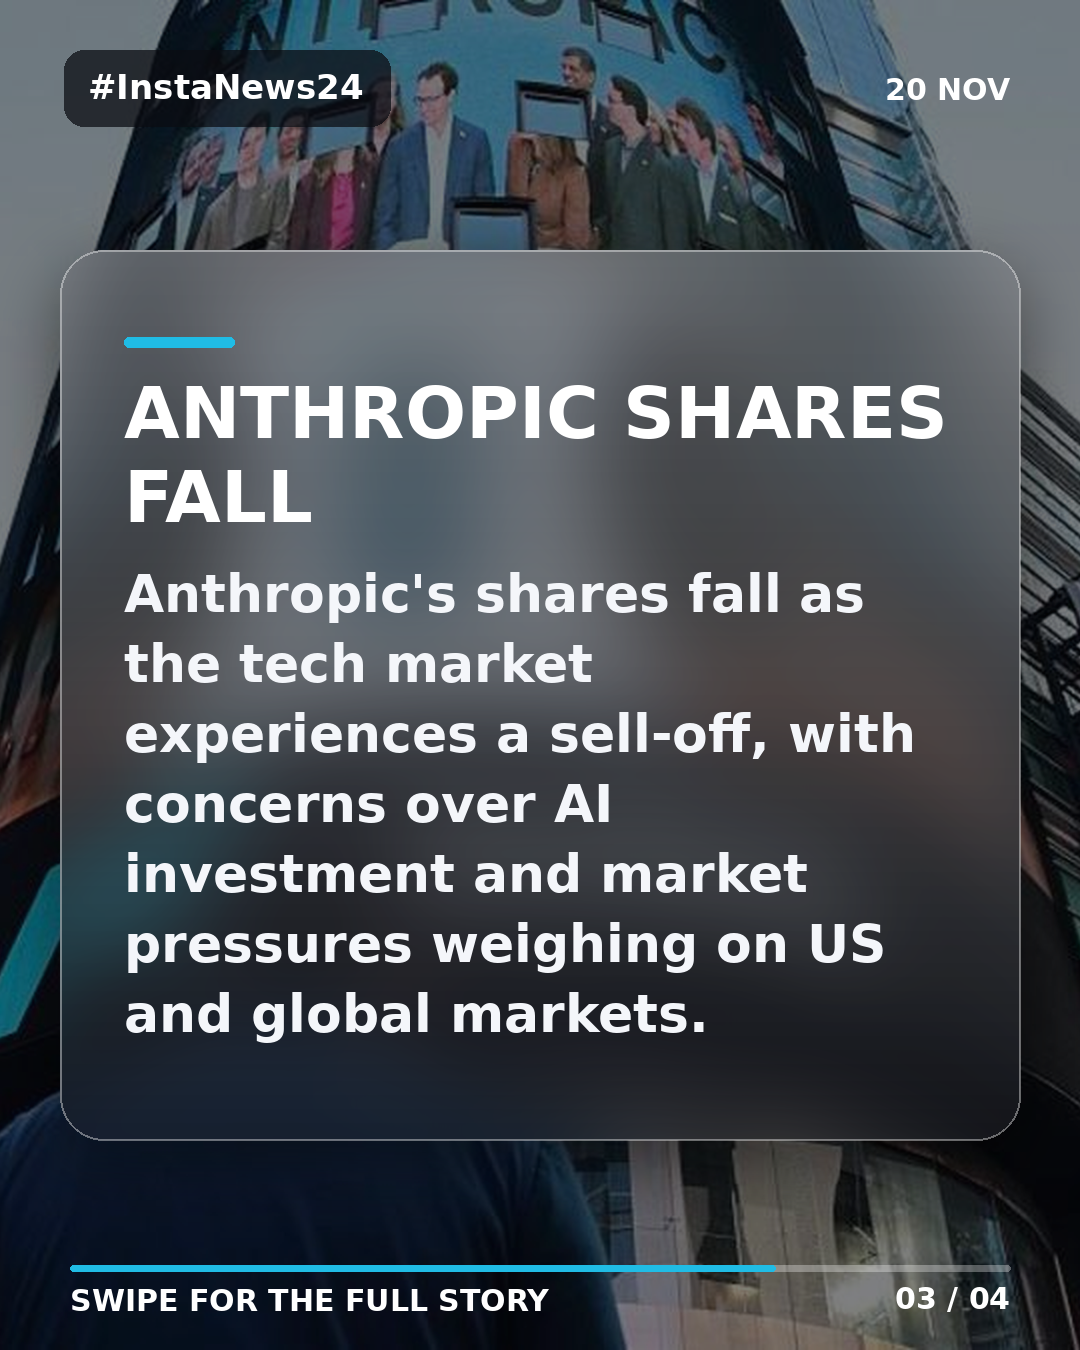 ANTHROPIC
#InstaNews24
20 NOV
ANTHROPIC SHARES
FALL
Anthropic's shares fall as
the tech market
experiences a sell-off, with
concerns over AI
investment and market
pressures weighing on US
and global markets.
SWIPE FOR THE FULL STORY
03 / 04